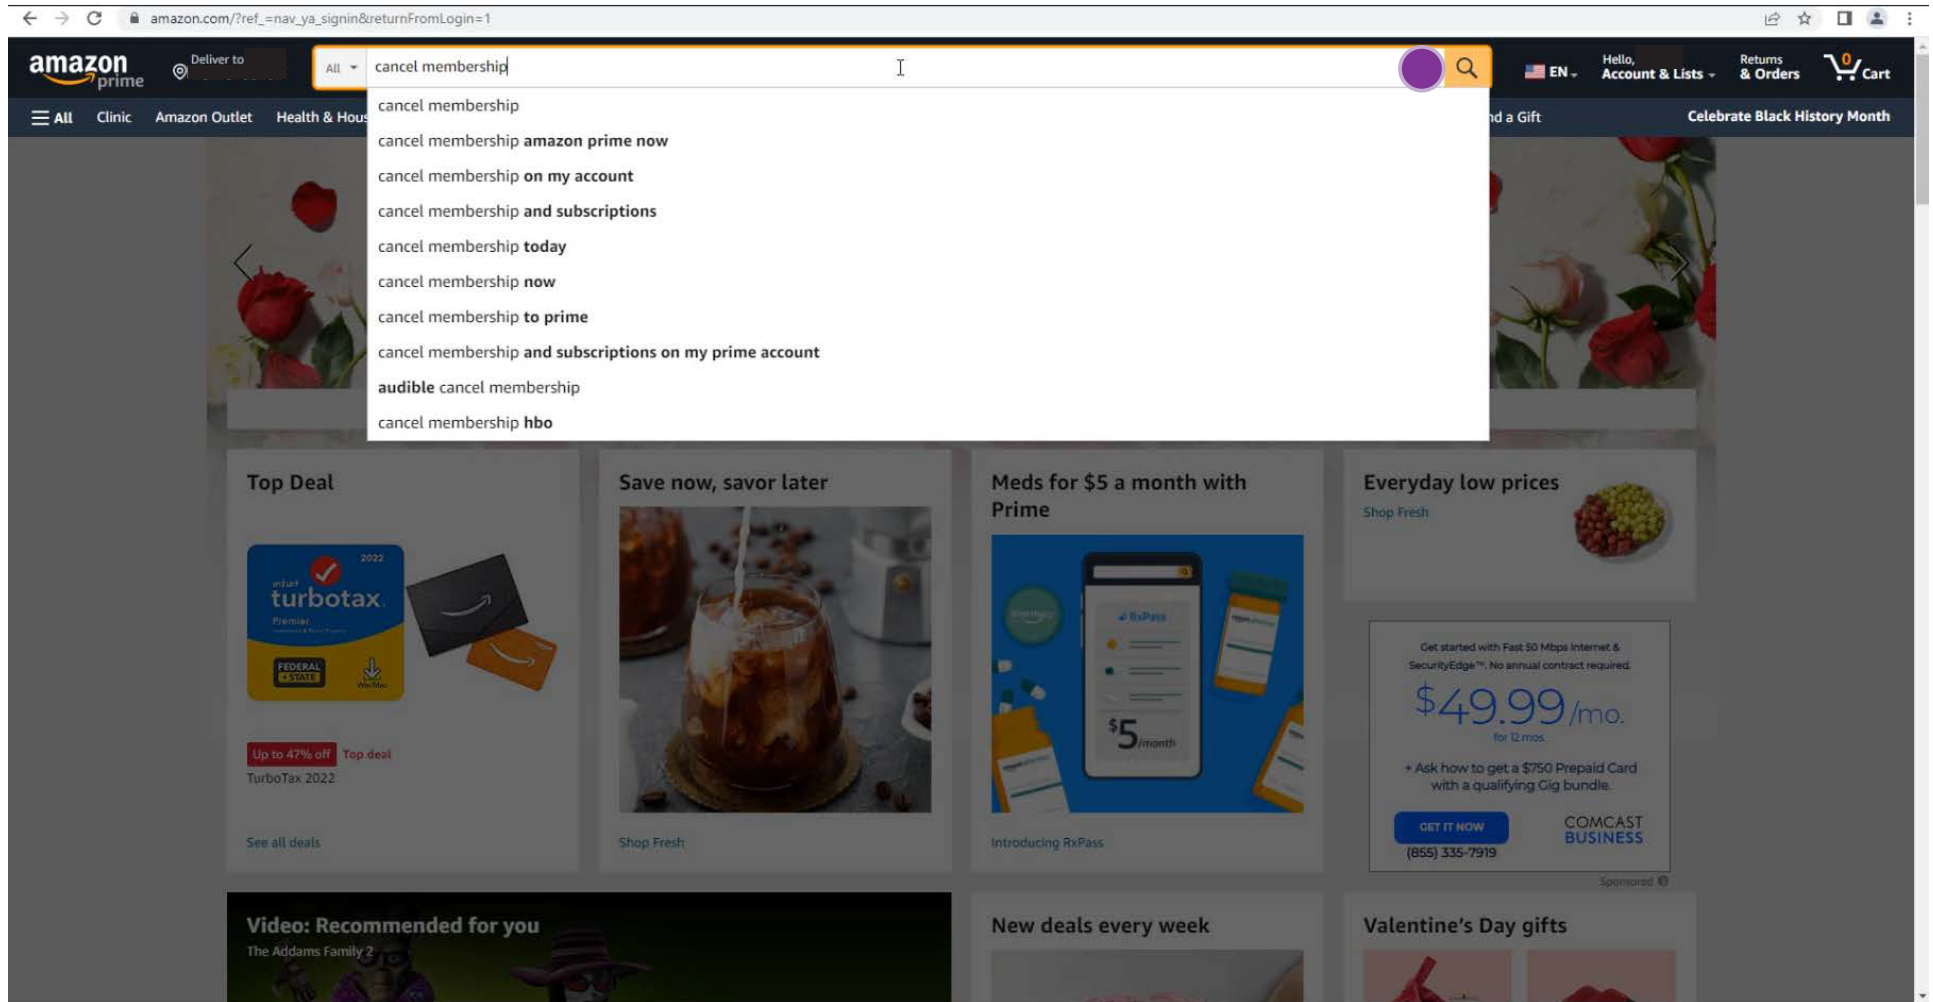 amazon.com/?ref_=nav_ya_signin&returnFromLogin=1
amazon prime
Deliver to
All
cancel membership
EN
Hello,
Account & Lists
Returns
& Orders
0
Cart
All
Clinic
Amazon Outlet
Health & Hous
nd a Gift
Celebrate Black History Month
cancel membership
cancel membership amazon prime now
cancel membership on my account
cancel membership and subscriptions
cancel membership today
cancel membership now
cancel membership to prime
cancel membership and subscriptions on my prime account
audible cancel membership
cancel membership hbo
Top Deal
2022
intuit
turbotax
Premier
FEDERAL
+ STATE
Win/Mac
Up to 47% off
Top deal
TurboTax 2022
See all deals
Save now, savor later
Shop Fresh
Meds for $5 a month with
Prime
RxPass
$5/month
Introducing RxPass
Everyday low prices
Shop Fresh
Get started with Fast 50 Mbps Internet &
SecurityEdge™. No annual contract required.
$49.99/mo.
for 12 mos.
+ Ask how to get a $750 Prepaid Card
with a qualifying Gig bundle.
GET IT NOW
(855) 335-7919
COMCAST
BUSINESS
Sponsored
Video: Recommended for you
The Addams Family 2
New deals every week
Valentine's Day gifts